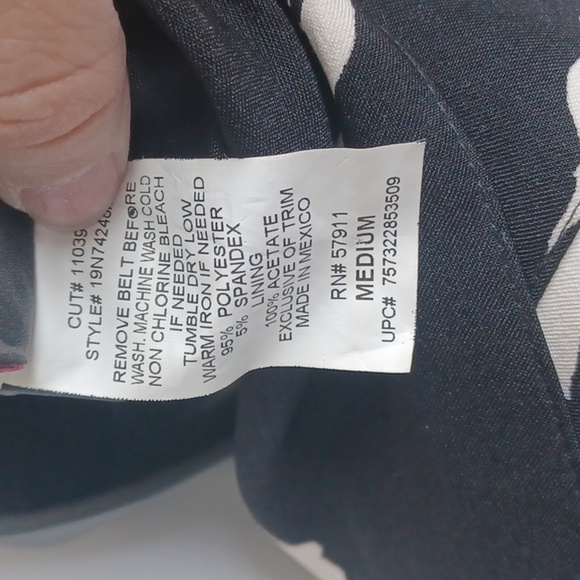 CUT# 11039
STYLE# 19N74246
REMOVE BELT BEFORE
WASH. MACHINE WASH COLD
NON CHLORINE BLEACH
IF NEEDED
TUMBLE DRY LOW
WARM IRON IF NEEDED
95% POLYESTER
5% SPANDEX
LINING
100% ACETATE
EXCLUSIVE OF TRIM
MADE IN MEXICO
RN# 57911
MEDIUM
UPC# 757322853509